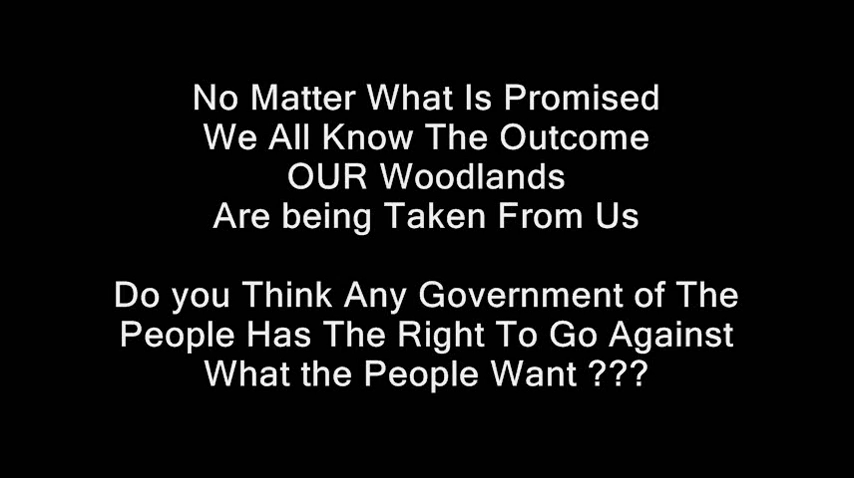 No Matter What Is Promised
We All Know The Outcome
OUR Woodlands
Are being Taken From Us
Do you Think Any Government of The
People Has The Right To Go Against
What the People Want ???